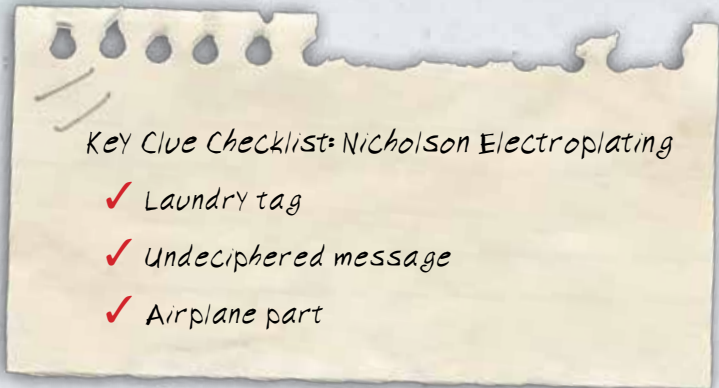 Key Clue Checklist: Nicholson Electroplating
✓ Laundry tag
✓ Undeciphered message
✓ Airplane part